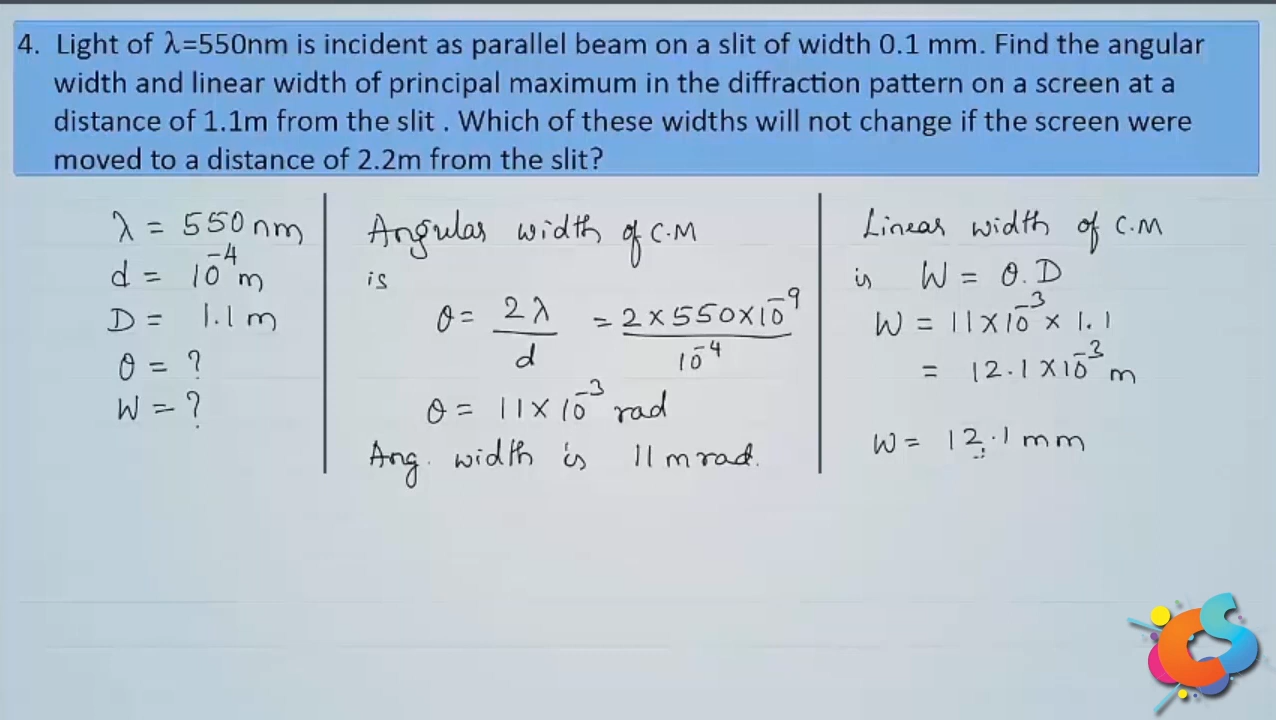 4. Light of λ=550nm is incident as parallel beam on a slit of width 0.1 mm. Find the angular
width and linear width of principal maximum in the diffraction pattern on a screen at a
distance of 1.1m from the slit . Which of these widths will not change if the screen were
moved to a distance of 2.2m from the slit?
λ = 550 nm
d = 10⁻⁴ m
D = 1.1 m
θ = ?
W = ?
Angular width of C.M
is
θ = 2λ/d = 2×550×10⁻⁹/10⁻⁴
θ = 11×10⁻³ rad
Ang. width is 11 mrad.
Linear width of C.M
is W = θ.D
W = 11×10⁻³ × 1.1
= 12.1×10⁻³ m
W = 12.1 mm
CS